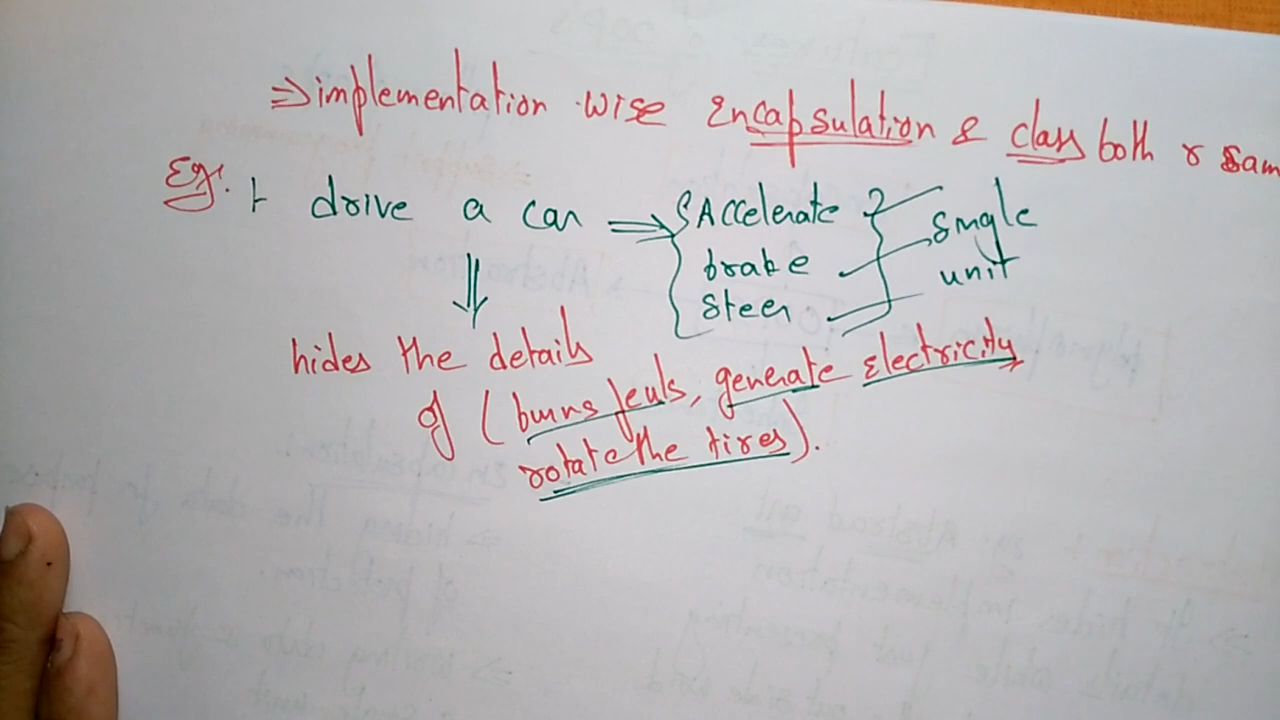 ⇒ implementation wise Encapsulation & class both r sam
Eg: I drive a car ⇒ { Accelerate } single
brake unit
steer
hides the details
of (burns feuls, generate Electricity,
rotate the tires).